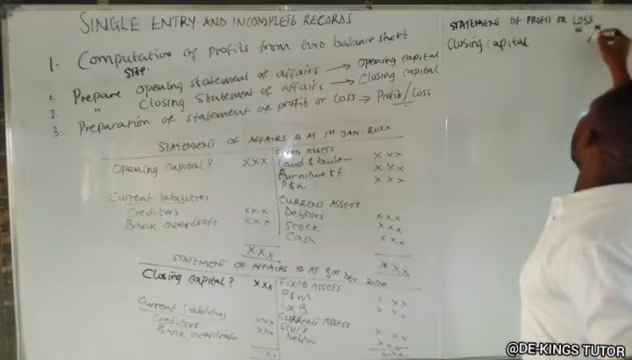 SINGLE ENTRY AND INCOMPLETE RECORDS
1. Computation of profits from two balance sheet
Step
1. Prepare opening statement of affairs → opening capital
2. " Closing statement of affairs → Closing capital
3. Preparation of statement of profit or loss → Profit/Loss
STATEMENT OF AFFAIRS AS AT 1ST JAN 20XX
Opening capital? XXX
Current liabilities
Creditors XXX
Bank overdraft XXX
XXX
FIXED ASSETS
Land & build XXX
Furniture & f XXX
P&M XXX
CURRENT ASSETS
Debtors XXX
Stock XXX
Cash XXX
XXX
STATEMENT OF AFFAIRS AS AT 31ST DEC
Closing capital? XXX
Current liabilities
Creditors XXX
Bank overdraft XXX
XX
FIXED ASSETS
P&M XXX
XXX
CURRENT ASSETS
Stock XXX
Debtors XXX
STATEMENT OF PROFIT OR LOSS
N N
Closing capital
@DE-KINGS TUTOR